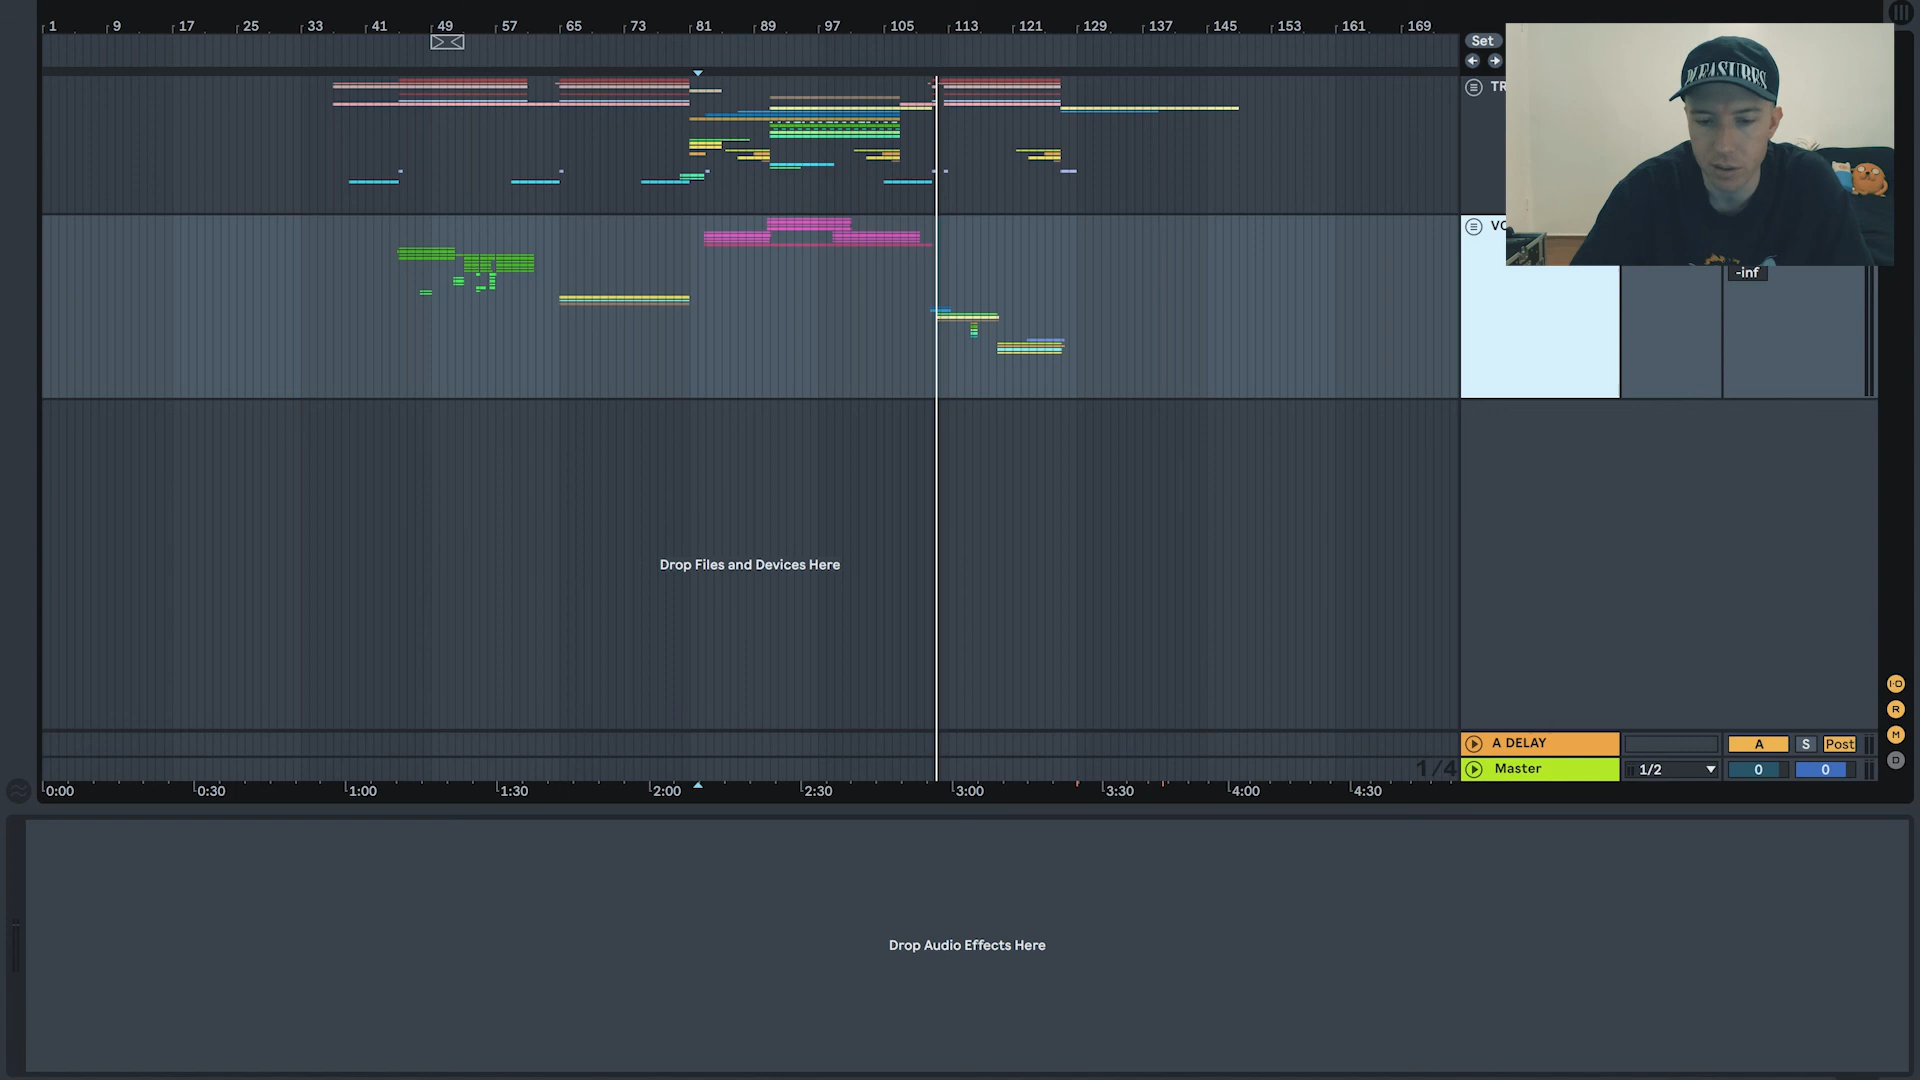 1 9 17 25 33 41 49 57 65 73 81 89 97 105 113 121 129 137 145 153 161 169
Set
PLEASURES
TR
VO
-inf
Drop Files and Devices Here
A DELAY A S Post
1/4 Master 1/2 0 0
0:00 0:30 1:00 1:30 2:00 2:30 3:00 3:30 4:00 4:30
I·O
R
M
D
Drop Audio Effects Here